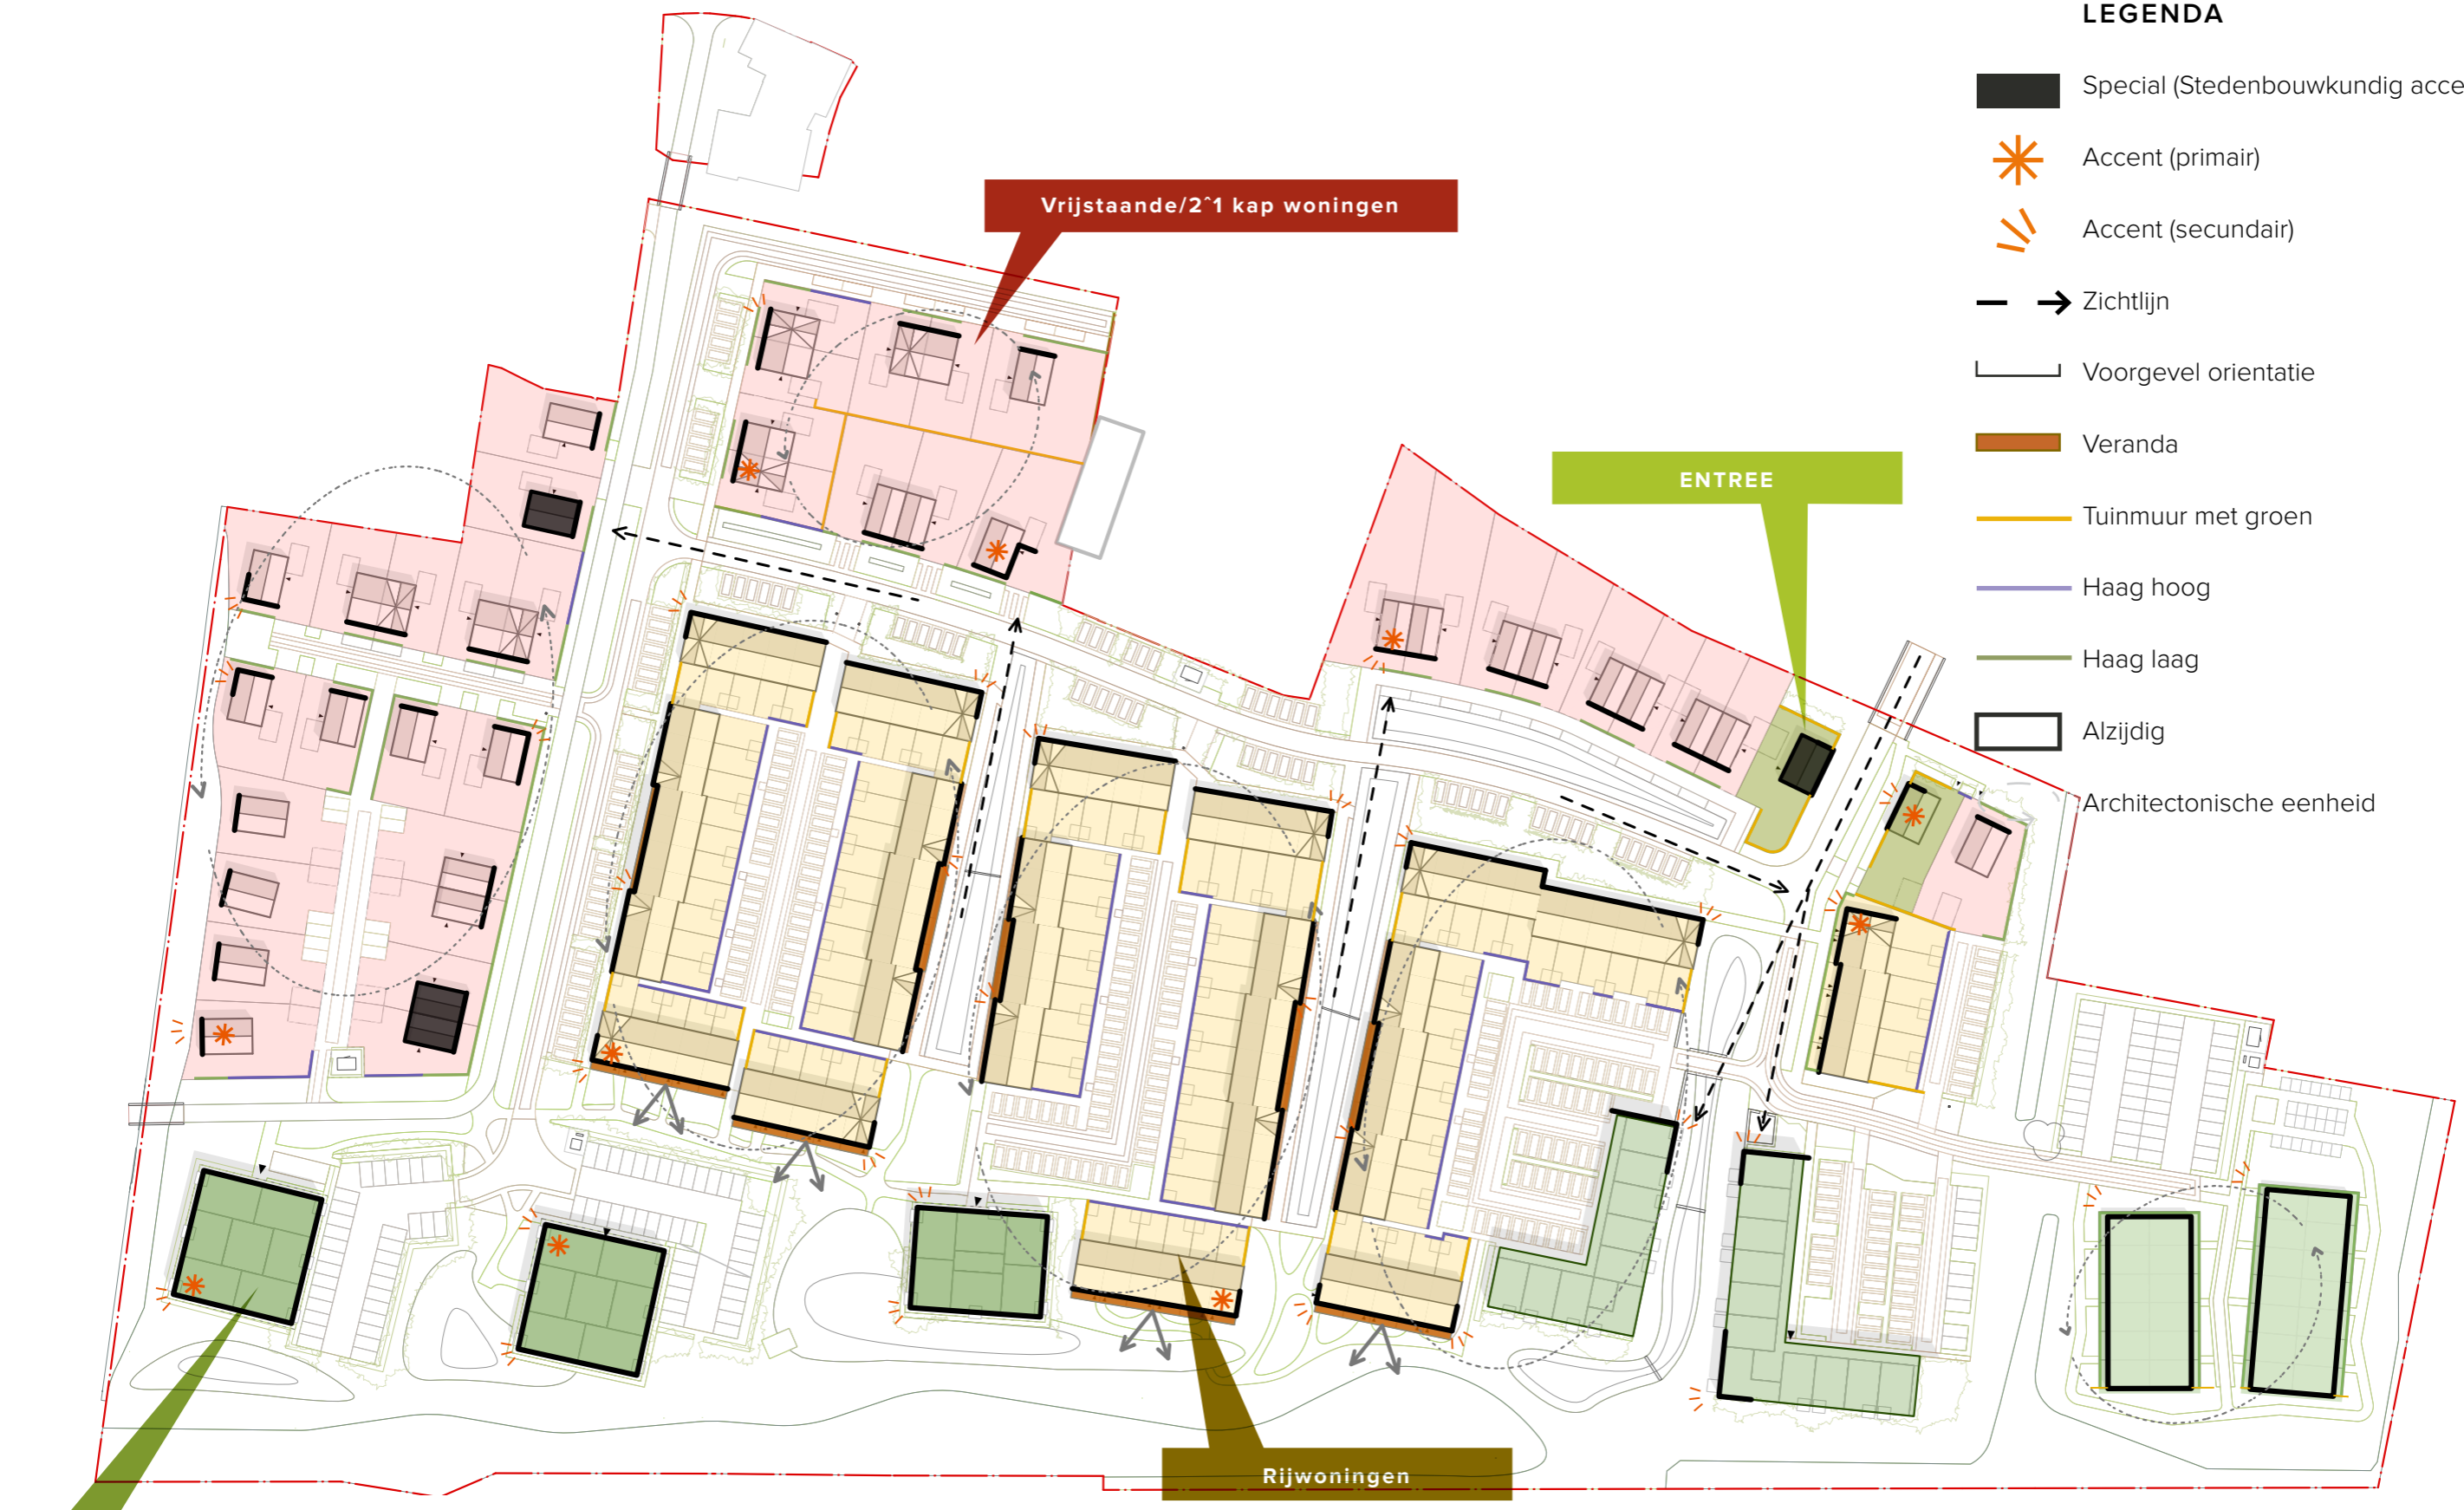 LEGENDA
Special (Stedenbouwkundig acce
Accent (primair)
Accent (secundair)
Zichtlijn
Voorgevel orientatie
Veranda
Tuinmuur met groen
Haag hoog
Haag laag
Alzijdig
Architectonische eenheid
Vrijstaande/2^1 kap woningen
ENTREE
Rijwoningen